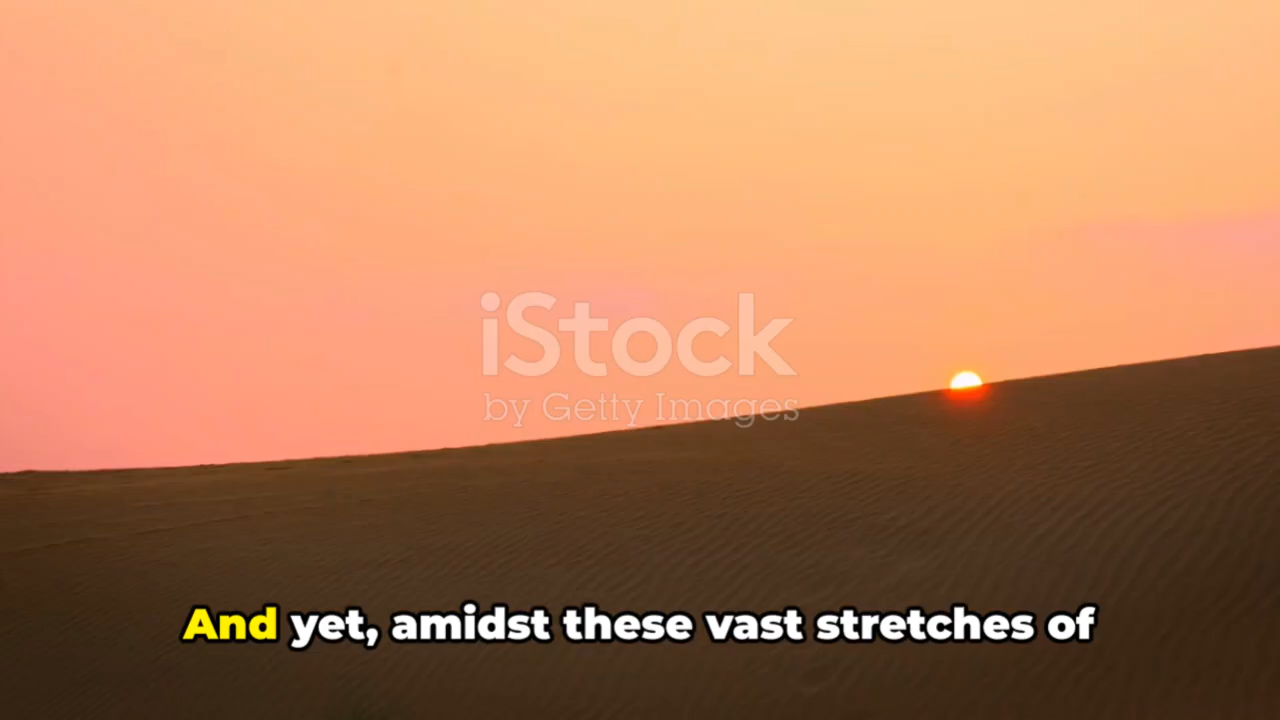 iStock
by Getty Images
And yet, amidst these vast stretches of